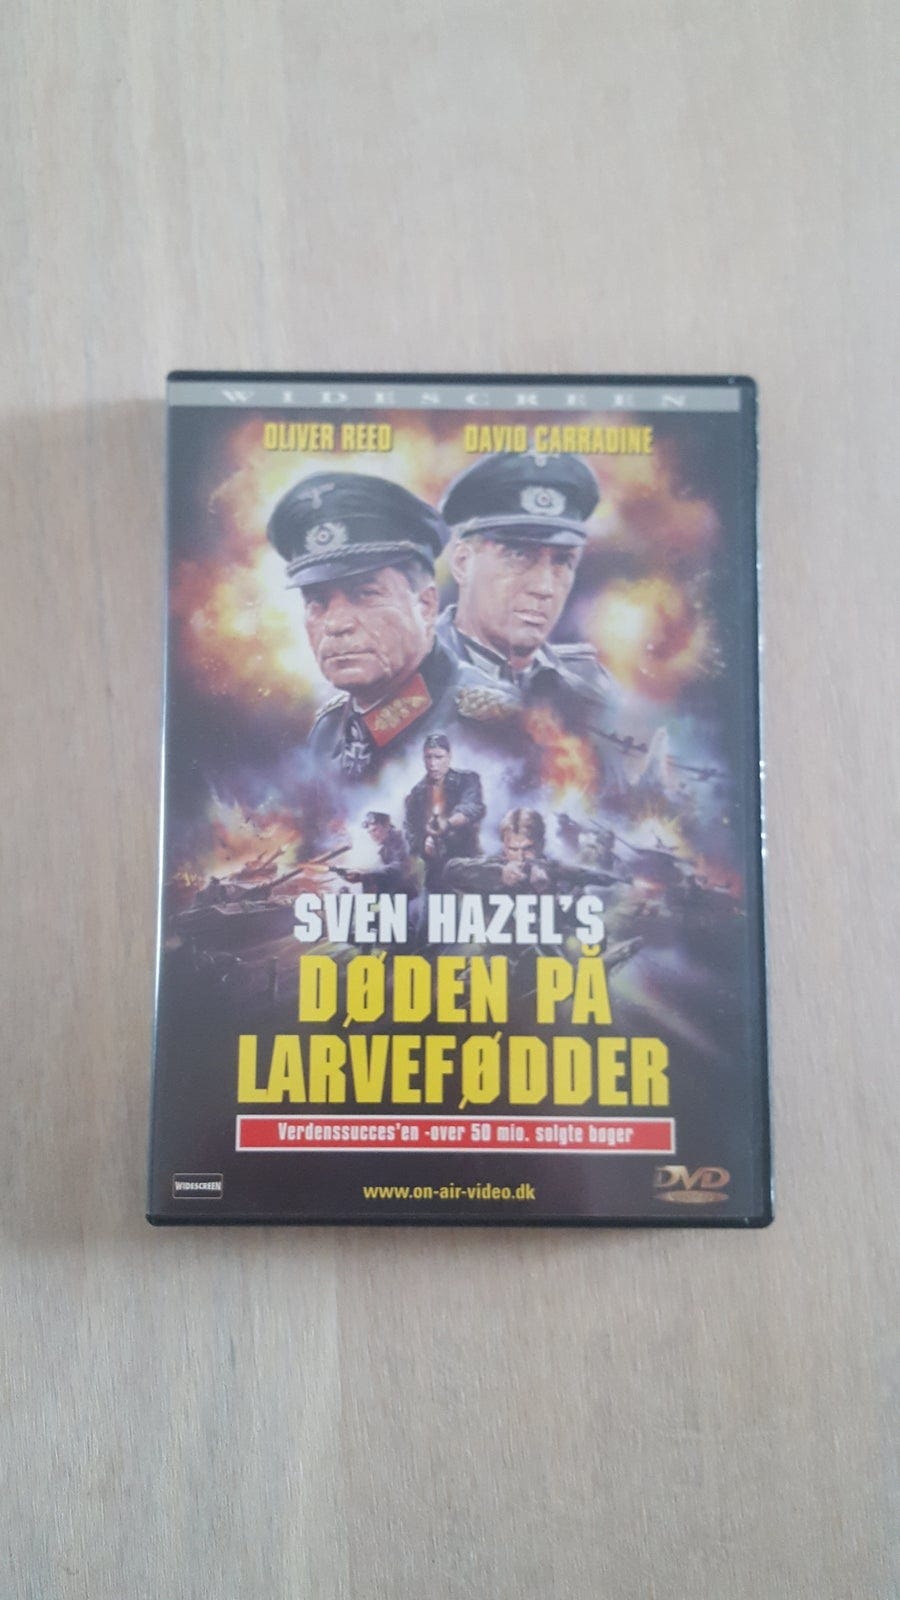 WIDESCREEN
OLIVER REED DAVID CARRADINE
SVEN HAZEL'S
DØDEN PÅ
LARVEFØDDER
Verdenssucces'en -over 50 mio. solgte bøger
WIDESCREEN
www.on-air-video.dk
DVD